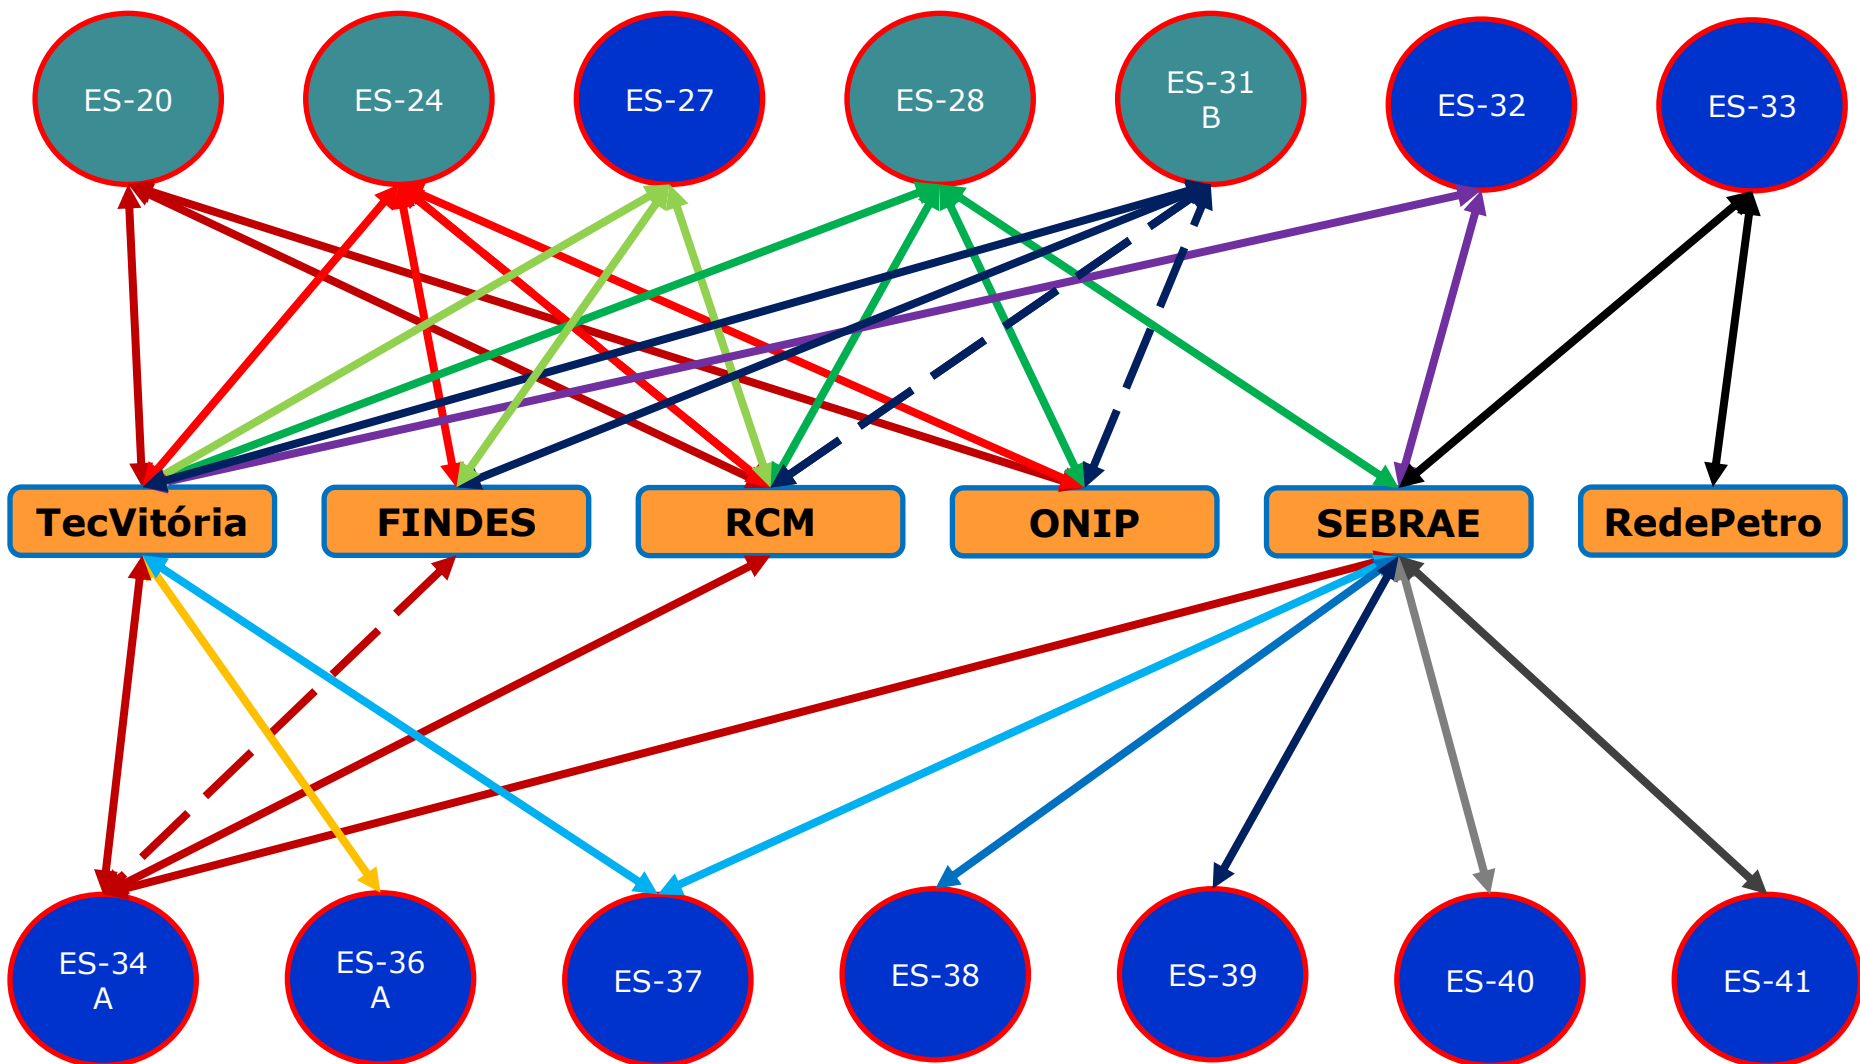 ES-20
ES-24
ES-27
ES-28
ES-31
B
ES-32
ES-33
TecVitória
FINDES
RCM
ONIP
SEBRAE
RedePetro
ES-34
A
ES-36
A
ES-37
ES-38
ES-39
ES-40
ES-41